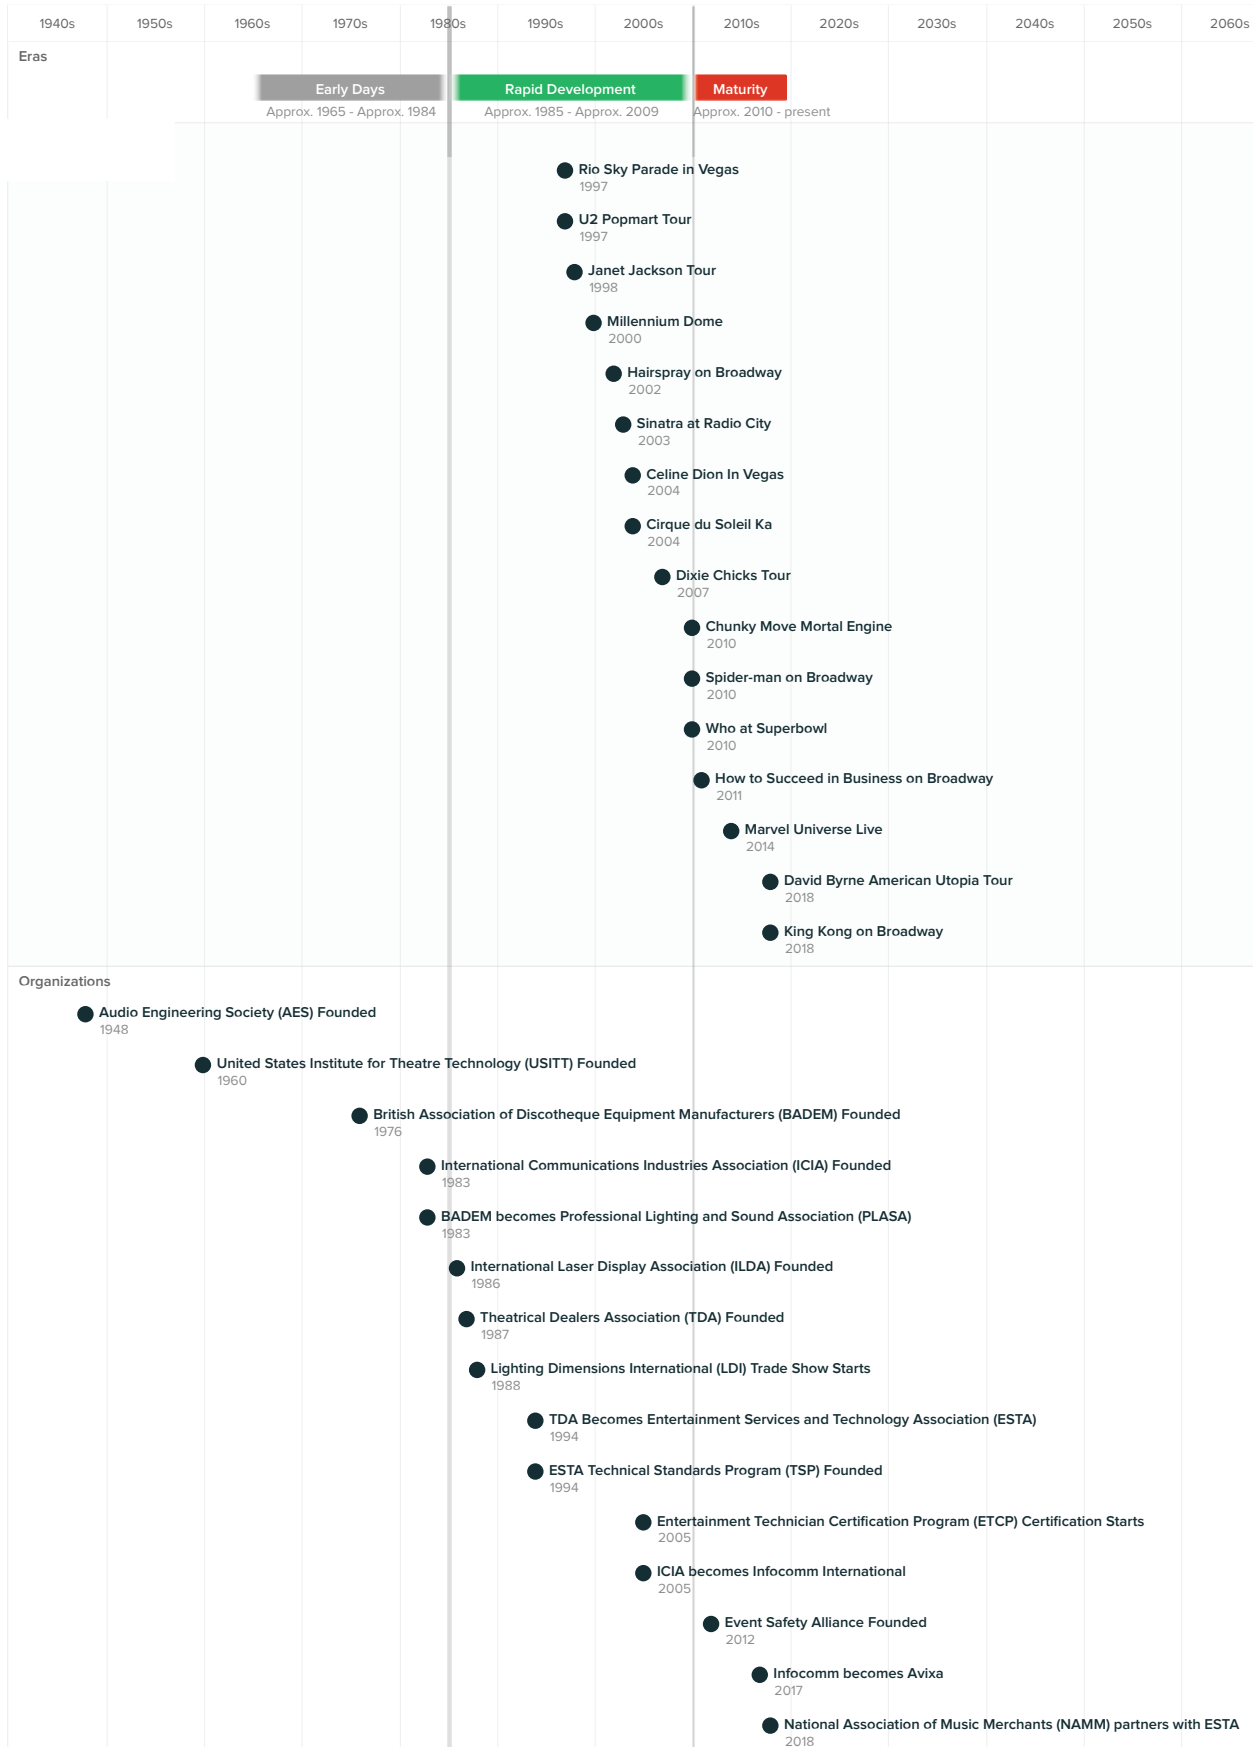 1940s 1950s 1960s 1970s 1980s 1990s 2000s 2010s 2020s 2030s 2040s 2050s 2060s
Eras
Early Days Rapid Development Maturity
Approx. 1965 - Approx. 1984 Approx. 1985 - Approx. 2009 Approx. 2010 - present
Rio Sky Parade in Vegas
1997
U2 Popmart Tour
1997
Janet Jackson Tour
1998
Millennium Dome
2000
Hairspray on Broadway
2002
Sinatra at Radio City
2003
Celine Dion In Vegas
2004
Cirque du Soleil Ka
2004
Dixie Chicks Tour
2007
Chunky Move Mortal Engine
2010
Spider-man on Broadway
2010
Who at Superbowl
2010
How to Succeed in Business on Broadway
2011
Marvel Universe Live
2014
David Byrne American Utopia Tour
2018
King Kong on Broadway
2018
Organizations
Audio Engineering Society (AES) Founded
1948
United States Institute for Theatre Technology (USITT) Founded
1960
British Association of Discotheque Equipment Manufacturers (BADEM) Founded
1976
International Communications Industries Association (ICIA) Founded
1983
BADEM becomes Professional Lighting and Sound Association (PLASA)
1983
International Laser Display Association (ILDA) Founded
1986
Theatrical Dealers Association (TDA) Founded
1987
Lighting Dimensions International (LDI) Trade Show Starts
1988
TDA Becomes Entertainment Services and Technology Association (ESTA)
1994
ESTA Technical Standards Program (TSP) Founded
1994
Entertainment Technician Certification Program (ETCP) Certification Starts
2005
ICIA becomes Infocomm International
2005
Event Safety Alliance Founded
2012
Infocomm becomes Avixa
2017
National Association of Music Merchants (NAMM) partners with ESTA
2018